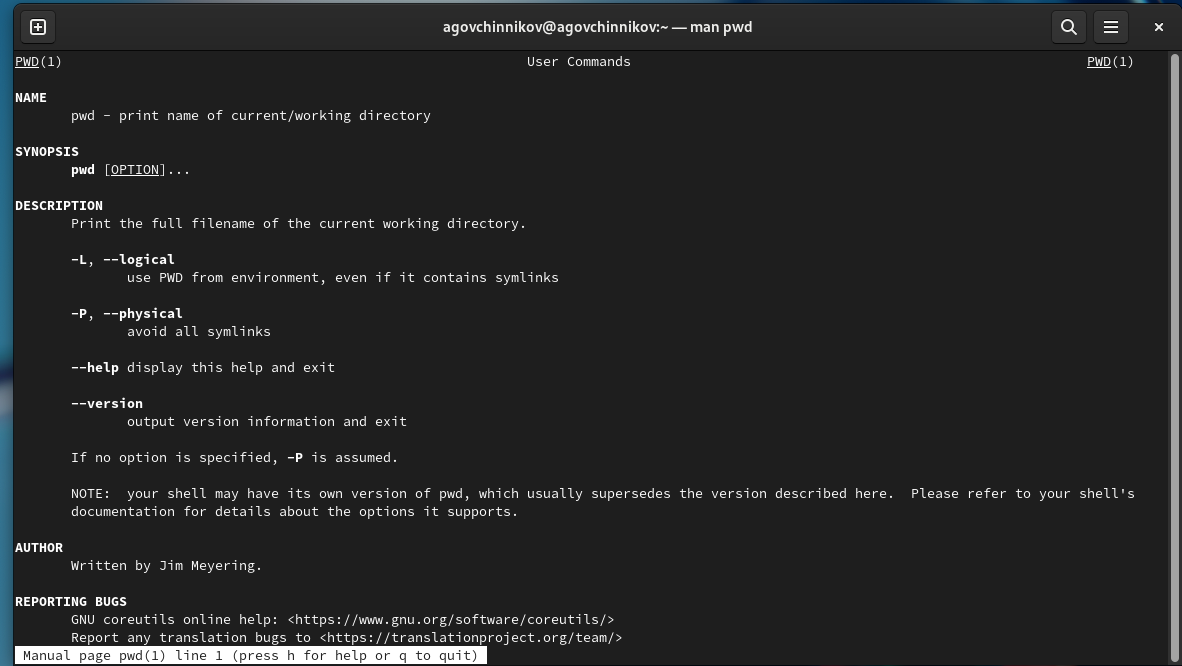 agovchinnikov@agovchinnikov:~ — man pwd
PWD(1) User Commands PWD(1)
NAME
pwd - print name of current/working directory
SYNOPSIS
pwd [OPTION]...
DESCRIPTION
Print the full filename of the current working directory.
-L, --logical
use PWD from environment, even if it contains symlinks
-P, --physical
avoid all symlinks
--help display this help and exit
--version
output version information and exit
If no option is specified, -P is assumed.
NOTE:  your shell may have its own version of pwd, which usually supersedes the version described here.  Please refer to your shell's
documentation for details about the options it supports.
AUTHOR
Written by Jim Meyering.
REPORTING BUGS
GNU coreutils online help: <https://www.gnu.org/software/coreutils/>
Report any translation bugs to <https://translationproject.org/team/>
Manual page pwd(1) line 1 (press h for help or q to quit)